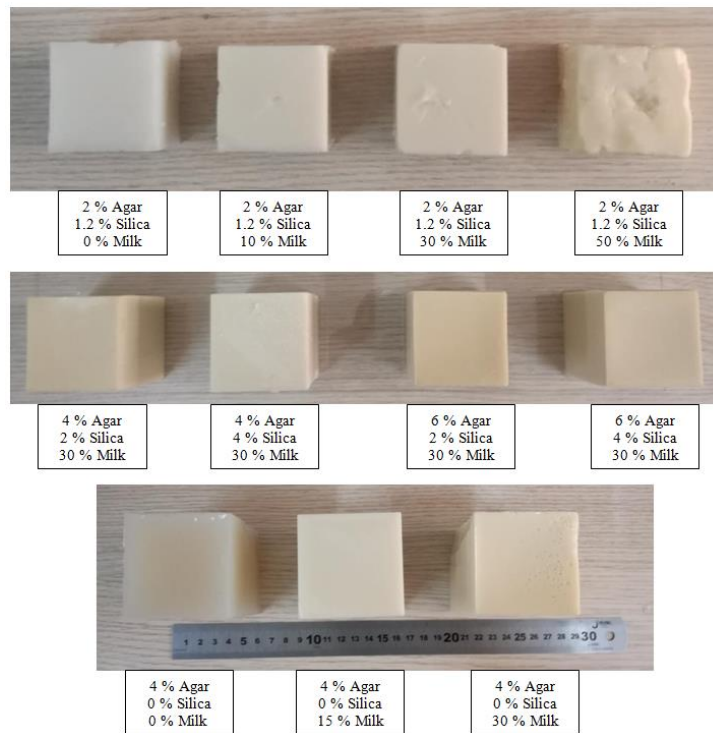 2 % Agar
1.2 % Silica
0 % Milk
2 % Agar
1.2 % Silica
10 % Milk
2 % Agar
1.2 % Silica
30 % Milk
2 % Agar
1.2 % Silica
50 % Milk
4 % Agar
2 % Silica
30 % Milk
4 % Agar
4 % Silica
30 % Milk
6 % Agar
2 % Silica
30 % Milk
6 % Agar
4 % Silica
30 % Milk
1 2 3 4 5 6 7 8 9 10 11 12 13 14 15 16 17 18 19 20 21 22 23 24 25 26 27 28 29 30
4 % Agar
0 % Silica
0 % Milk
4 % Agar
0 % Silica
15 % Milk
4 % Agar
0 % Silica
30 % Milk